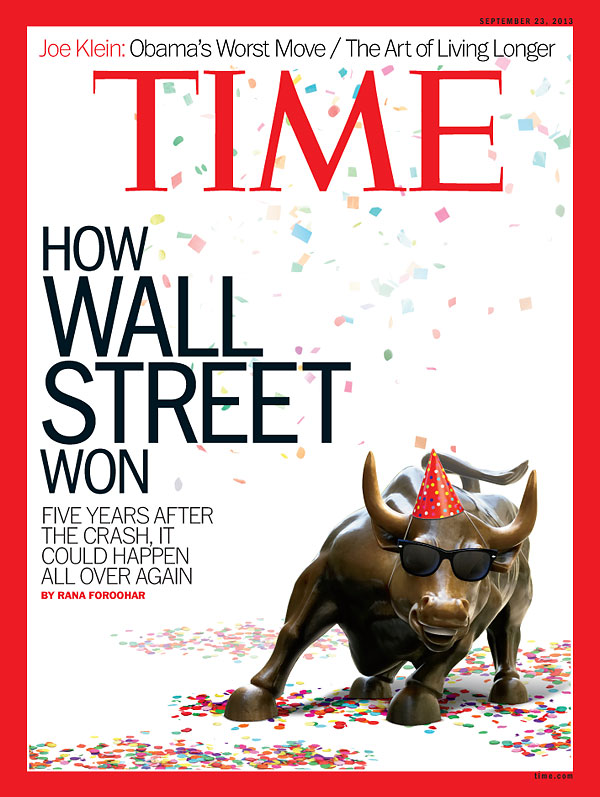 SEPTEMBER 23, 2013
Joe Klein: Obama's Worst Move / The Art of Living Longer
TIME
HOW
WALL
STREET
WON
FIVE YEARS AFTER
THE CRASH, IT
COULD HAPPEN
ALL OVER AGAIN
BY RANA FOROOHAR
time.com